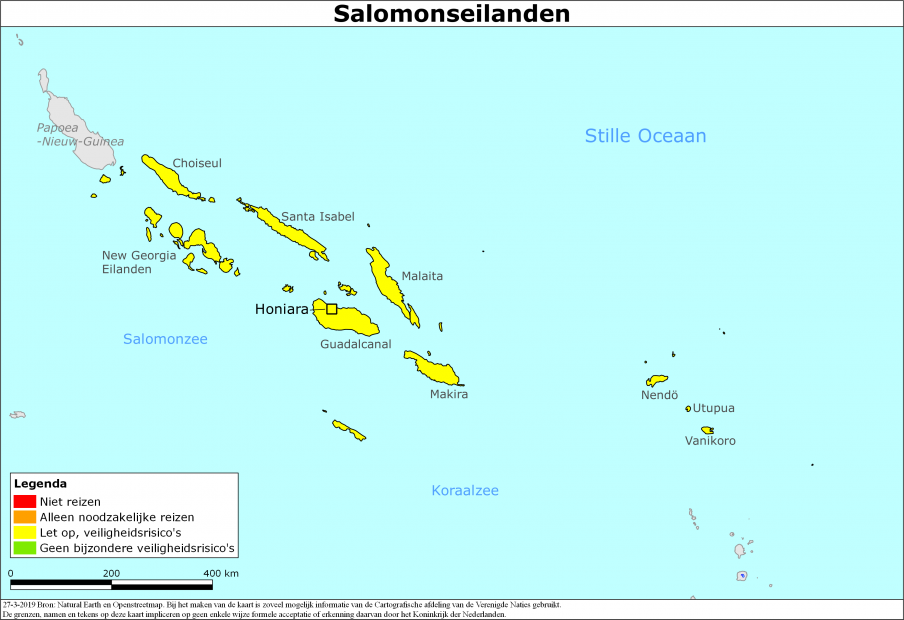 Salomonseilanden
Papoea
-Nieuw-Guinea
Stille Oceaan
Choiseul
Santa Isabel
New Georgia
Eilanden
Malaita
Honiara
Salomonzee
Guadalcanal
Makira
Nendö
Utupua
Vanikoro
Koraalzee
Legenda
Niet reizen
Alleen noodzakelijke reizen
Let op, veiligheidsrisico's
Geen bijzondere veiligheidsrisico's
0 200 400 km
27-3-2019 Bron: Natural Earth en Openstreetmap. Bij het maken van de kaart is zoveel mogelijk informatie van de Cartografische afdeling van de Verenigde Naties gebruikt.
De grenzen, namen en tekens op deze kaart impliceren op geen enkele wijze formele acceptatie of erkenning daarvan door het Koninkrijk der Nederlanden.